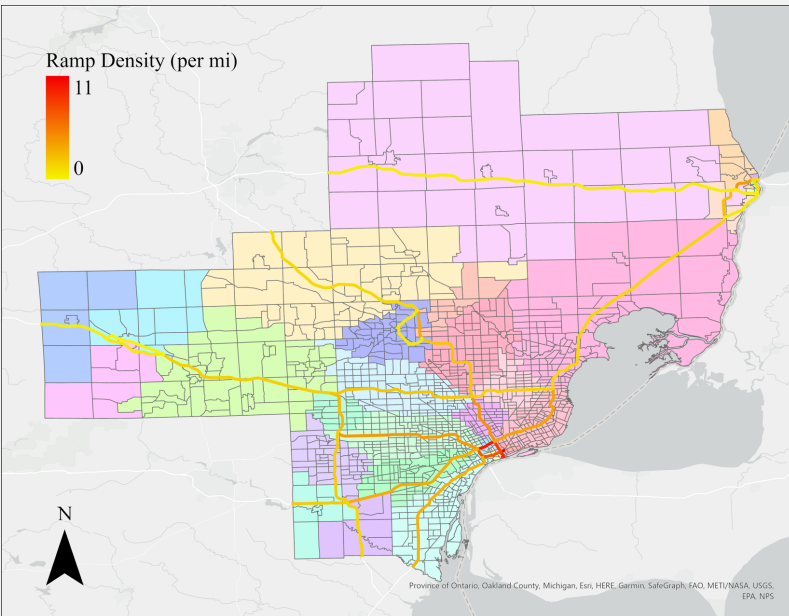 Ramp Density (per mi)
11
0
N
Province of Ontario, Oakland County, Michigan, Esri, HERE, Garmin, SafeGraph, FAO, METI/NASA, USGS,
EPA, NPS